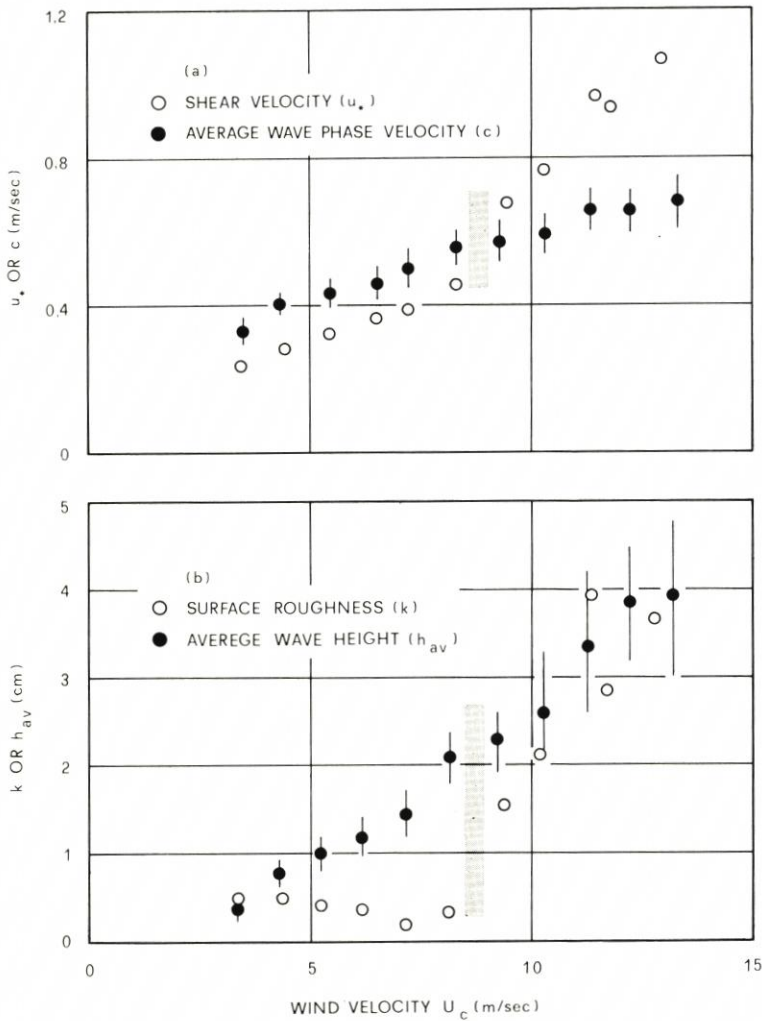 1.2
(a)
SHEAR VELOCITY (u*)
AVERAGE WAVE PHASE VELOCITY (c)
0.8
u* OR c (m/sec)
0.4
0
5
(b)
4
SURFACE ROUGHNESS (k)
AVEREGE WAVE HEIGHT (hav)
3
k OR hav (cm)
2
1
0
0 5 10 15
WIND VELOCITY Uc (m/sec)